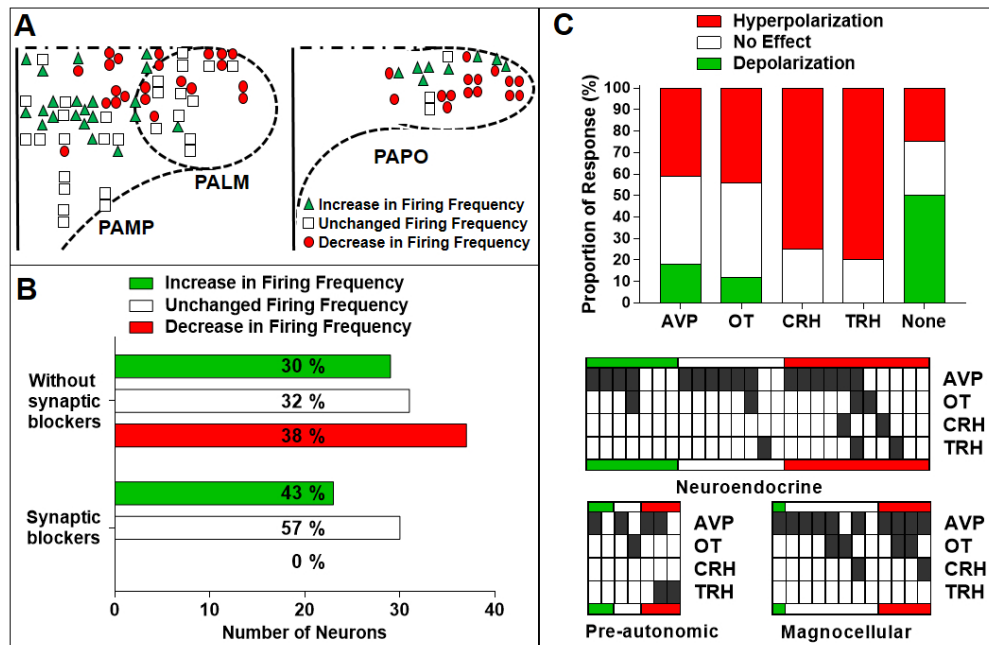 A
PALM
PAMP
PAPO
Increase in Firing Frequency
Unchanged Firing Frequency
Decrease in Firing Frequency
B
Increase in Firing Frequency
Unchanged Firing Frequency
Decrease in Firing Frequency
Without
synaptic
blockers
30 %
32 %
38 %
Synaptic
blockers
43 %
57 %
0 %
0 10 20 30 40
Number of Neurons
C
Hyperpolarization
No Effect
Depolarization
Proportion of Response (%)
100
90
80
70
60
50
40
30
20
10
0
AVP OT CRH TRH None
AVP
OT
CRH
TRH
Neuroendocrine
AVP
OT
CRH
TRH
Pre-autonomic
AVP
OT
CRH
TRH
Magnocellular